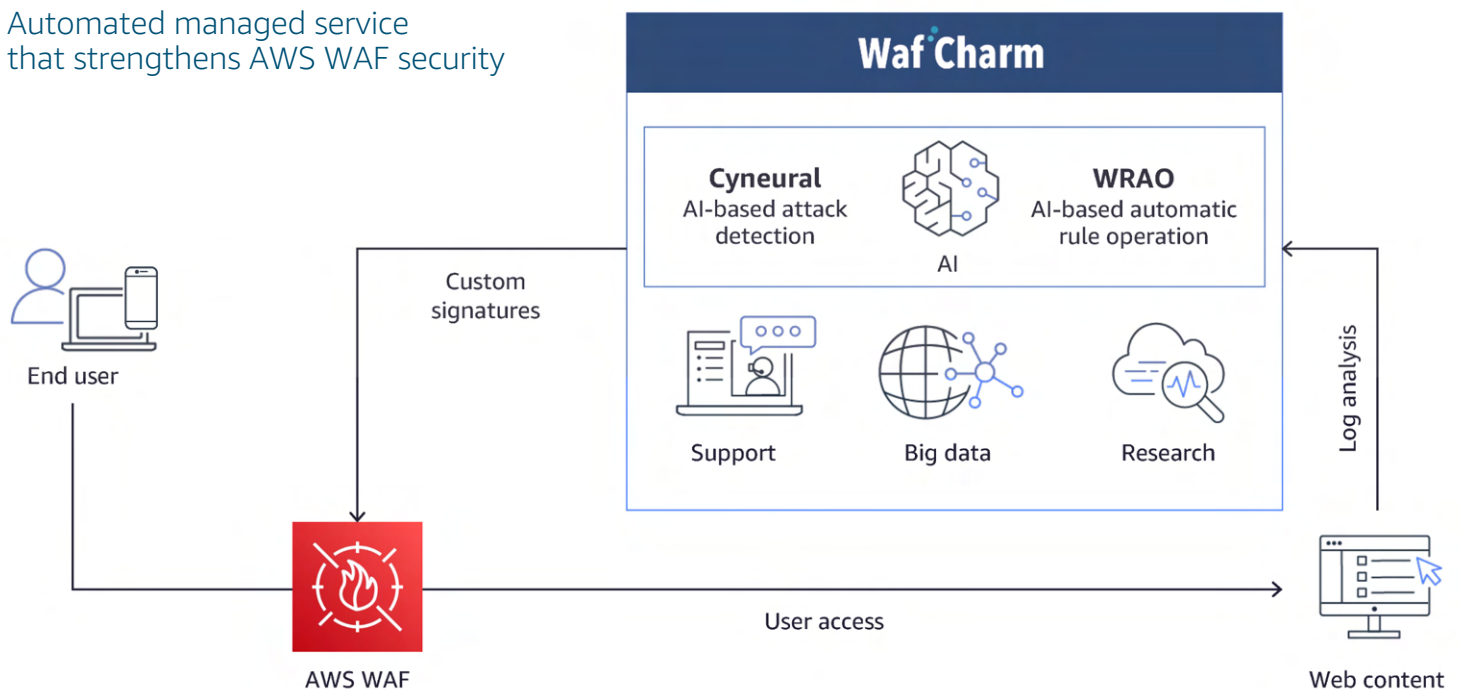 Automated managed service
that strengthens AWS WAF security
WafCharm
Cyneural
AI-based attack
detection
AI
WRAO
AI-based automatic
rule operation
Custom
signatures
End user
Support
Big data
Research
Log analysis
User access
AWS WAF
Web content